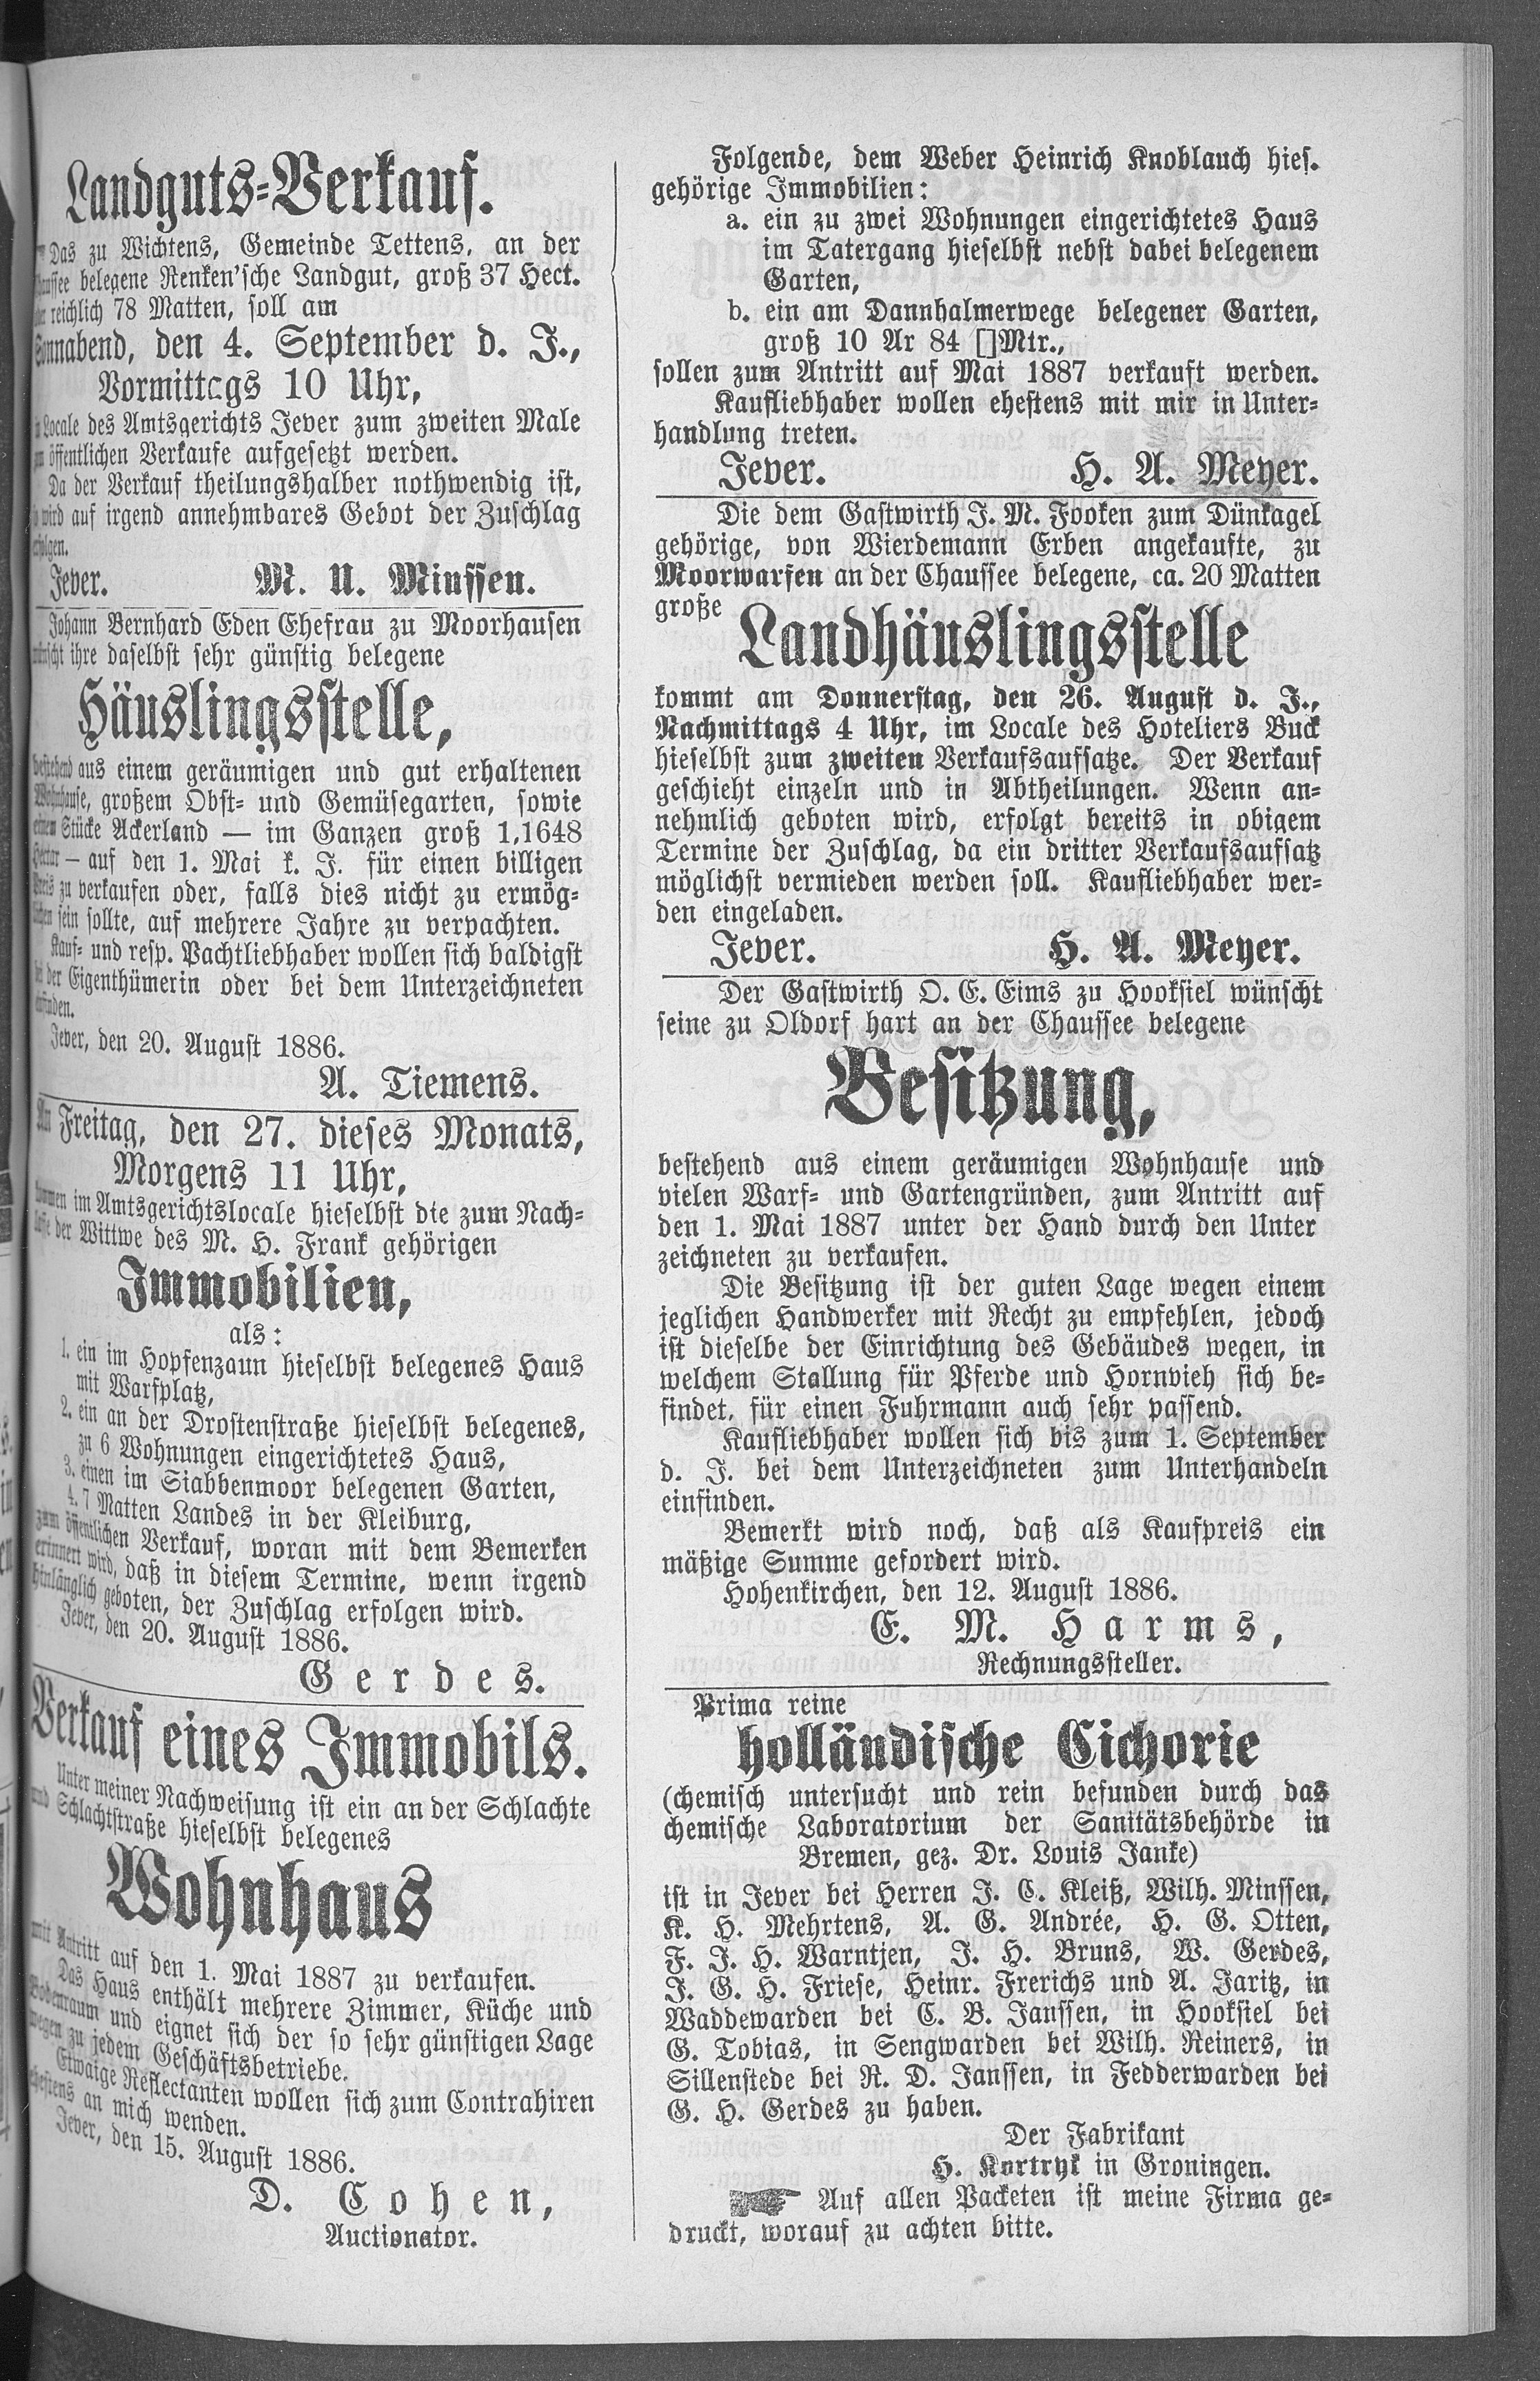 Landguts-Verkauf.
Das zu Wichtens, Gemeinde Tettens, an der
Chaussee belegene Renken'sche Landgut, groß 37 Hect.
oder reichlich 78 Matten, soll am
Sonnabend, den 4. September d. J.,
Vormittags 10 Uhr,
Locale des Amtsgerichts Jever zum zweiten Male
öffentlichen Verkaufe aufgesetzt werden.
Da der Verkauf theilungshalber nothwendig ist,
so wird auf irgend annehmbares Gebot der Zuschlag
erfolgen.
Jever. M. U. Minssen.
Johann Bernhard Eden Ehefrau zu Moorhausen
wünscht ihre daselbst sehr günstig belegene
Häuslingsstelle,
bestehend aus einem geräumigen und gut erhaltenen
Wohnhause, großem Obst- und Gemüsegarten, sowie
einem Stücke Ackerland — im Ganzen groß 1,1648
Hectar — auf den 1. Mai k. J. für einen billigen
Preis zu verkaufen oder, falls dies nicht zu ermög-
lichen sein sollte, auf mehrere Jahre zu verpachten.
Kauf- und resp. Pachtliebhaber wollen sich baldigst
bei der Eigenthümerin oder bei dem Unterzeichneten
einfinden.
Jever, den 20. August 1886.
A. Tiemens.
Am Freitag, den 27. dieses Monats,
Morgens 11 Uhr,
kommen im Amtsgerichtslocale hieselbst die zum Nach-
lasse der Wittwe des M. H. Frank gehörigen
Immobilien,
als:
1. ein im Hopfenzaun hieselbst belegenes Haus
mit Warfplatz,
2. ein an der Drostenstraße hieselbst belegenes,
zu 6 Wohnungen eingerichtetes Haus,
3. einen im Siabbenmoor belegenen Garten,
4. 7 Matten Landes in der Kleiburg,
zum öffentlichen Verkauf, woran mit dem Bemerken
erinnert wird, daß in diesem Termine, wenn irgend
hinlänglich geboten, der Zuschlag erfolgen wird.
Jever, den 20. August 1886.
Gerdes.
Verkauf eines Immobils.
Unter meiner Nachweisung ist ein an der Schlachte
und Schlachtstraße hieselbst belegenes
Wohnhaus
mit Antritt auf den 1. Mai 1887 zu verkaufen.
Das Haus enthält mehrere Zimmer, Küche und
Bodenraum und eignet sich der so sehr günstigen Lage
wegen zu jedem Geschäftsbetriebe.
Etwaige Reflectanten wollen sich zum Contrahiren
ehestens an mich wenden.
Jever, den 15. August 1886.
D. Cohen,
Auctionator.
Folgende, dem Weber Heinrich Knoblauch hies.
gehörige Immobilien:
a. ein zu zwei Wohnungen eingerichtetes Haus
im Tatergang hieselbst nebst dabei belegenem
Garten,
b. ein am Dannhalmerwege belegener Garten,
groß 10 Ar 84 []Mtr.,
sollen zum Antritt auf Mai 1887 verkauft werden.
Kaufliebhaber wollen ehestens mit mir in Unter-
handlung treten.
Jever. H. A. Meyer.
Die dem Gastwirth J. M. Fooken zum Dünkagel
gehörige, von Wierdemann Erben angekaufte, zu
Moorwarfen an der Chaussee belegene, ca. 20 Matten
große
Landhäuslingsstelle
kommt am Donnerstag, den 26. August d. J.,
Nachmittags 4 Uhr, im Locale des Hoteliers Buck
hieselbst zum zweiten Verkaufsaufsatze. Der Verkauf
geschieht einzeln und in Abtheilungen. Wenn an-
nehmlich geboten wird, erfolgt bereits in obigem
Termine der Zuschlag, da ein dritter Verkaufsaufsatz
möglichst vermieden werden soll. Kaufliebhaber wer-
den eingeladen.
Jever. H. A. Meyer.
Der Gastwirth O. E. Eims zu Hooksiel wünscht
seine zu Oldorf hart an der Chaussee belegene
Besitzung,
bestehend aus einem geräumigen Wohnhause und
vielen Warf- und Gartengründen, zum Antritt auf
den 1. Mai 1887 unter der Hand durch den Unter
zeichneten zu verkaufen.
Die Besitzung ist der guten Lage wegen einem
jeglichen Handwerker mit Recht zu empfehlen, jedoch
ist dieselbe der Einrichtung des Gebäudes wegen, in
welchem Stallung für Pferde und Hornvieh sich be-
findet, für einen Fuhrmann auch sehr passend.
Kaufliebhaber wollen sich bis zum 1. September
d. J. bei dem Unterzeichneten zum Unterhandeln
einfinden.
Bemerkt wird noch, daß als Kaufpreis ein
mäßige Summe gefordert wird.
Hohenkirchen, den 12. August 1886.
E. M. Harms,
Rechnungssteller.
Prima reine
holländische Cichorie
(chemisch untersucht und rein befunden durch das
chemische Laboratorium der Sanitätsbehörde in
Bremen, gez. Dr. Louis Janke)
ist in Jever bei Herren J. C. Kleiß, Wilh. Minssen,
K. H. Mehrtens, A. G. Andrée, H. G. Otten,
F. J. H. Warntjen, J. H. Bruns, W. Gerdes,
J. G. H. Friese, Heinr. Frerichs und A. Jaritz, in
Waddewarden bei C. B. Janssen, in Hooksiel bei
G. Tobias, in Sengwarden bei Wilh. Reiners, in
Sillenstede bei R. D. Janssen, in Fedderwarden bei
G. H. Gerdes zu haben.
Der Fabrikant
H. Kortryk in Groningen.
Auf allen Packeten ist meine Firma ge-
druckt, worauf zu achten bitte.